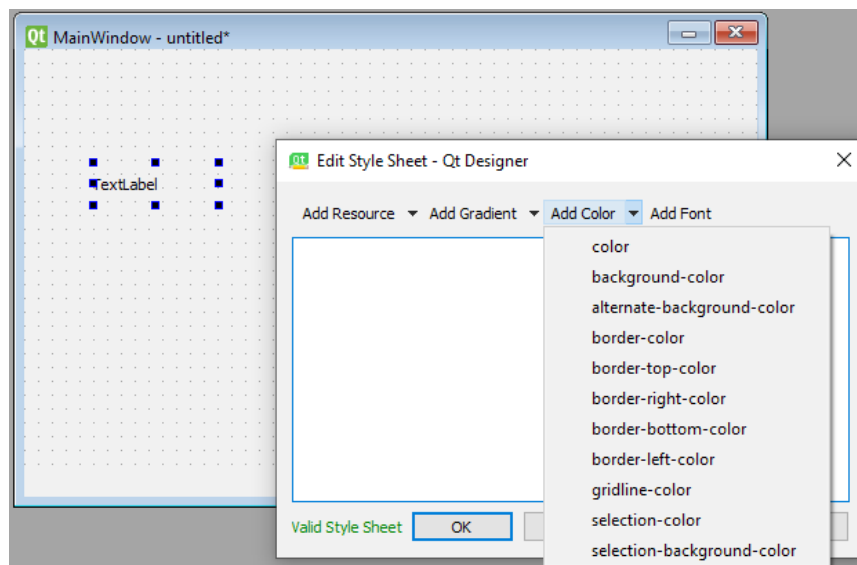 Qt MainWindow - untitled*
TextLabel
Qt Edit Style Sheet - Qt Designer
Add Resource Add Gradient Add Color Add Font
color
background-color
alternate-background-color
border-color
border-top-color
border-right-color
border-bottom-color
border-left-color
gridline-color
selection-color
selection-background-color
Valid Style Sheet OK